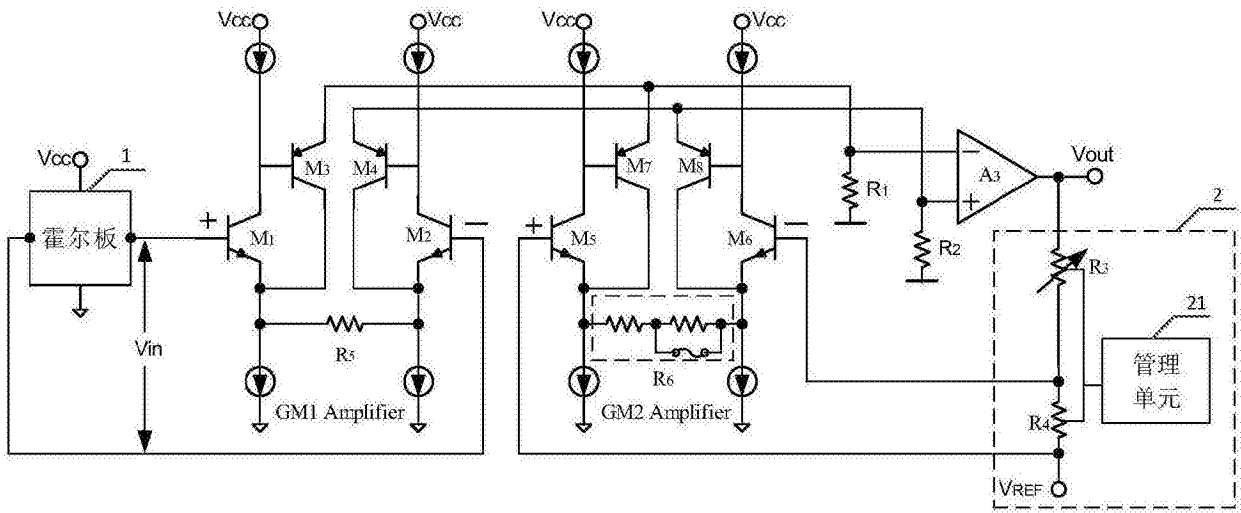 Vcc Vcc Vcc Vcc
Vcc 1
霍尔板
+ M1 M3 M4 M2 −
+ M5 M7 M8 M6 −
R1
R2
− A3 +
Vout
2
R3
21
管理
单元
R4
VREF
Vin
R5
R6
GM1 Amplifier
GM2 Amplifier